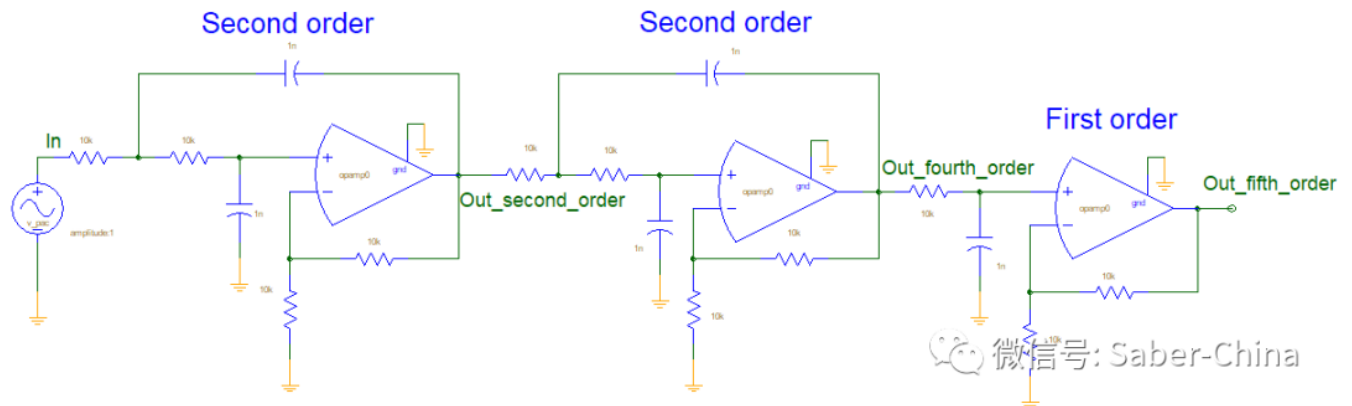 Second order
Second order
First order
1n
1n
In
10k
10k
10k
10k
+
−
gnd
opamp0
+
−
gnd
opamp0
+
−
gnd
opamp0
Out_second_order
Out_fourth_order
10k
Out_fifth_order
+
v_pac
−
amplitude:1
1n
1n
1n
10k
10k
10k
10k
10k
10k
微信号: Saber-China